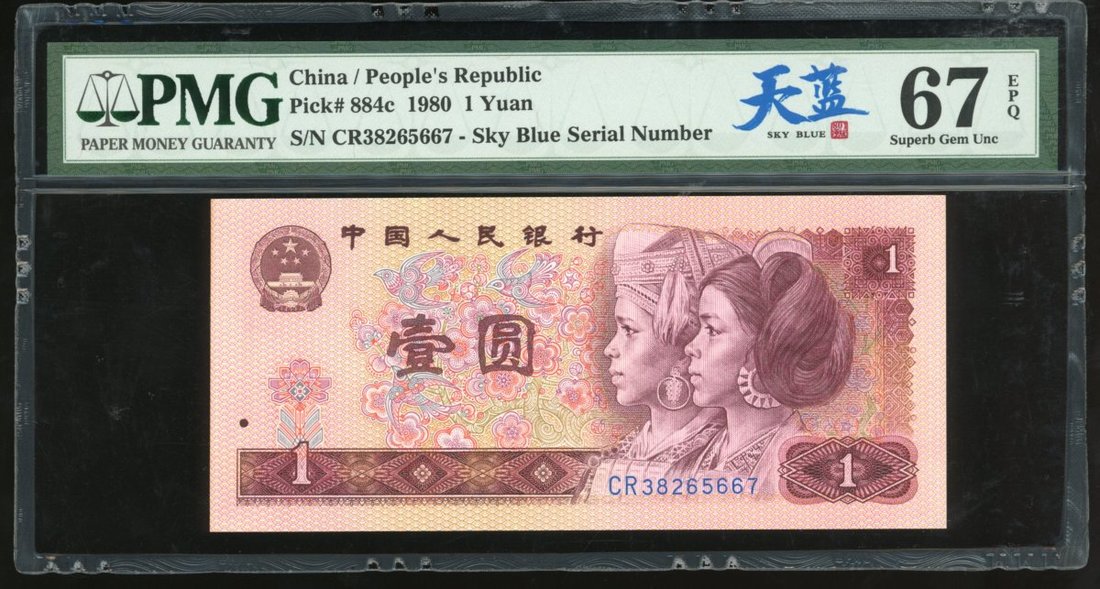 PMG
PAPER MONEY GUARANTY
China / People's Republic
Pick# 884c 1980 1 Yuan
S/N CR38265667 - Sky Blue Serial Number
天蓝
SKY BLUE
67
EPQ
Superb Gem Unc
中国人民银行
1
壹圆
1
CR38265667
1